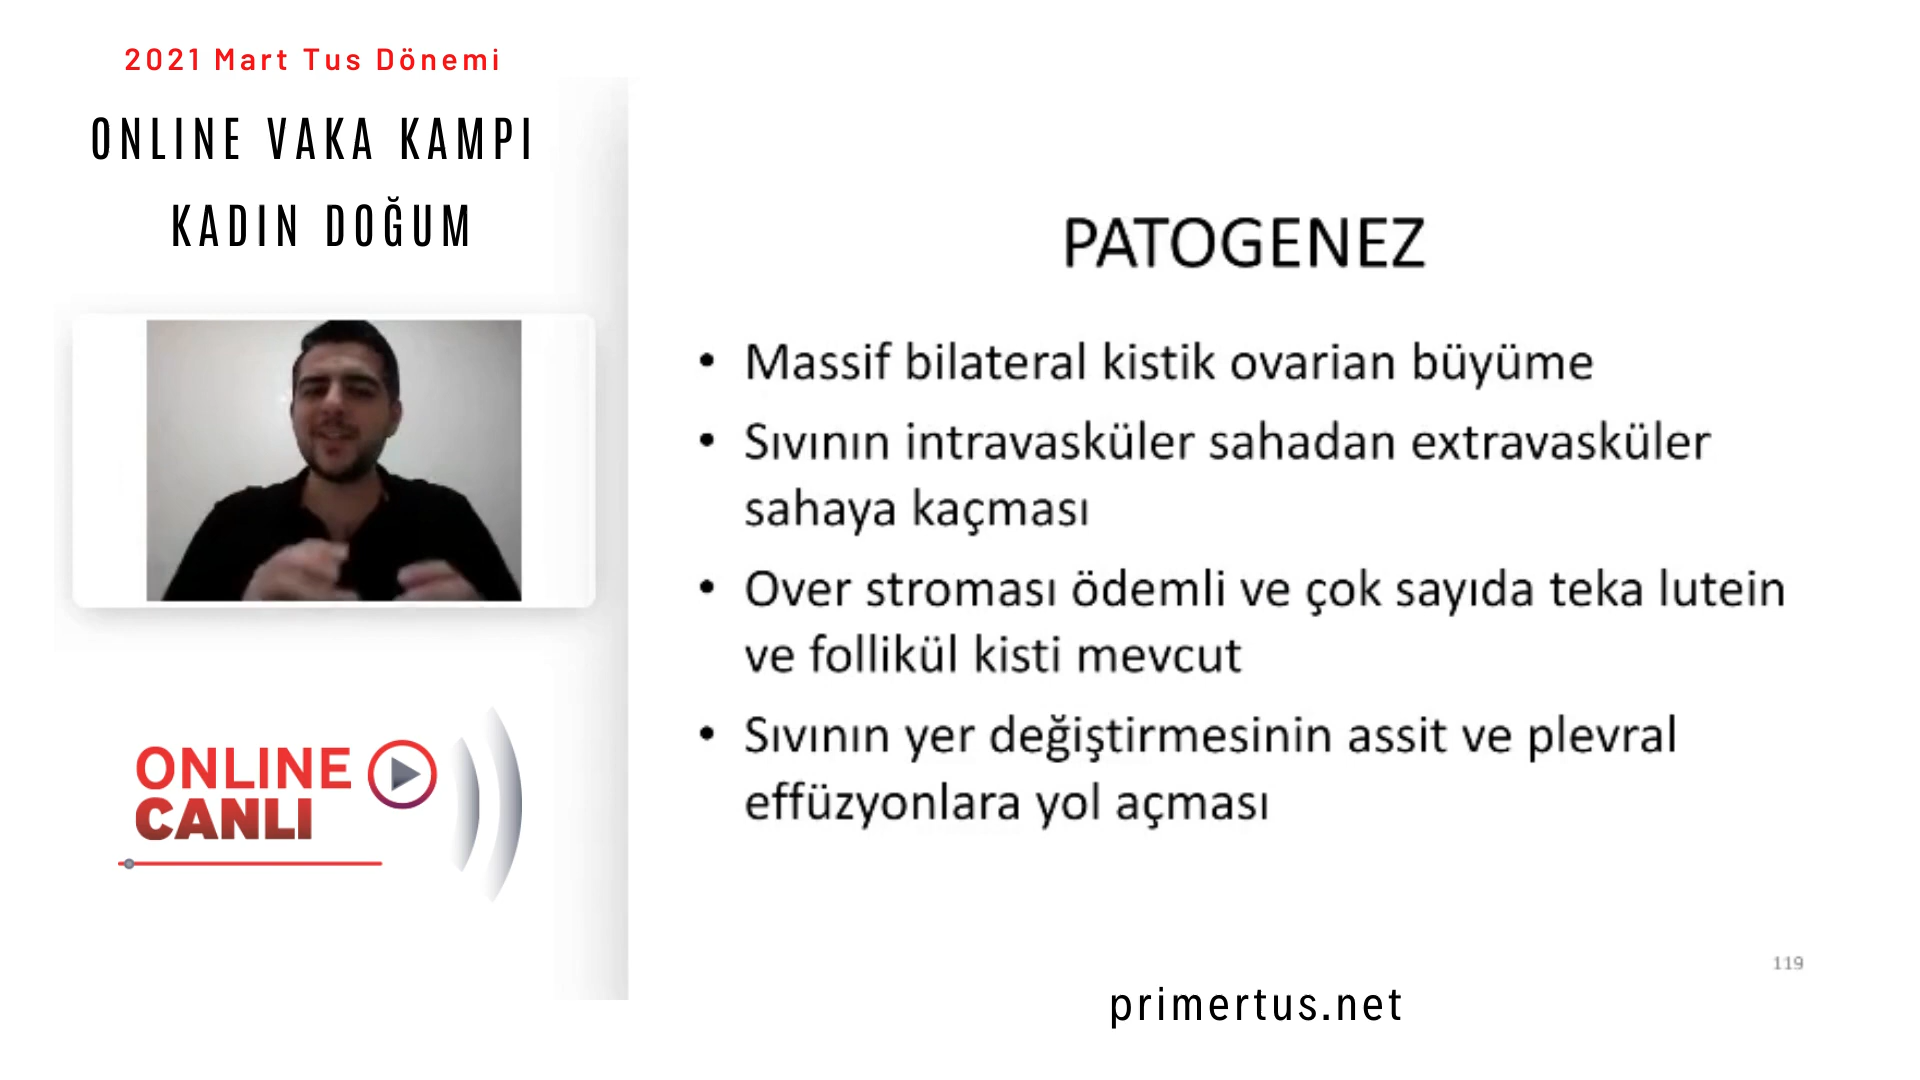 2021 Mart Tus Dönemi
ONLINE VAKA KAMPI
KADIN DOĞUM
ONLINE
CANLI
PATOGENEZ
• Massif bilateral kistik ovarian büyüme
• Sıvının intravasküler sahadan extravasküler
sahaya kaçması
• Over stroması ödemli ve çok sayıda teka lutein
ve follikül kisti mevcut
• Sıvının yer değiştirmesinin assit ve plevral
effüzyonlara yol açması
119
primertus.net